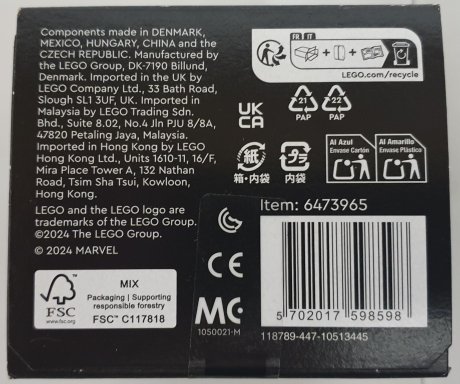 Components made in DENMARK,
MEXICO, HUNGARY, CHINA and the
CZECH REPUBLIC. Manufactured
by the LEGO Group, DK-7190 Billund,
Denmark. Imported in the UK by
LEGO Company Ltd., 33 Bath Road,
Slough SL1 3UF, UK. Imported in
Malaysia by LEGO Trading Sdn.
Bhd., Suite 8.02, No.4 Jln PJU 8/8A,
47820 Petaling Jaya, Malaysia.
Imported in Hong Kong by LEGO
Hong Kong Ltd., Units 1610-11, 16/F,
Mira Place Tower A, 132 Nathan
Road, Tsim Sha Tsui, Kowloon,
Hong Kong.
LEGO and the LEGO logo are
trademarks of the LEGO Group.
©2024 The LEGO Group.
© 2024 MARVEL
FSC
www.fsc.org
MIX
Packaging | Supporting
responsible forestry
FSC™ C117818
FR IT
LEGO.com/recycle
UK
CA
21
PAP
22
PAP
紙
箱・内袋
プラ
内袋
Al Azul
Envase Cartón
Al Amarillo
Envase Plástico
Item: 6473965
CE
MC
1050021-M
5 702017 598598
118789-447-10513445